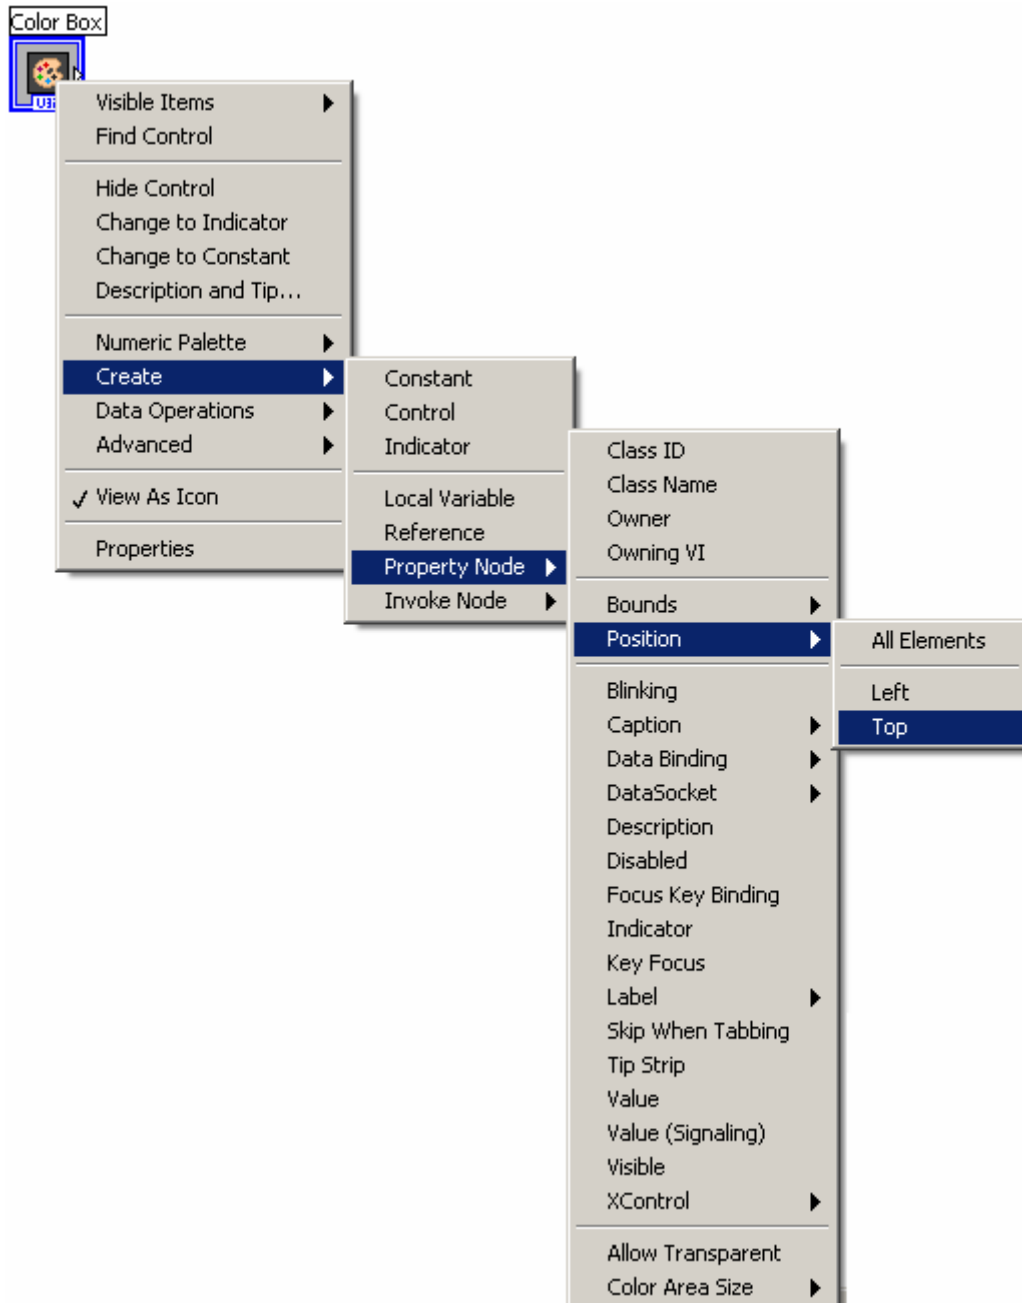 Color Box
Visible Items
Find Control
Hide Control
Change to Indicator
Change to Constant
Description and Tip...
Numeric Palette
Create
Data Operations
Advanced
View As Icon
Properties
Constant
Control
Indicator
Local Variable
Reference
Property Node
Invoke Node
Class ID
Class Name
Owner
Owning VI
Bounds
Position
Blinking
Caption
Data Binding
DataSocket
Description
Disabled
Focus Key Binding
Indicator
Key Focus
Label
Skip When Tabbing
Tip Strip
Value
Value (Signaling)
Visible
XControl
Allow Transparent
Color Area Size
All Elements
Left
Top